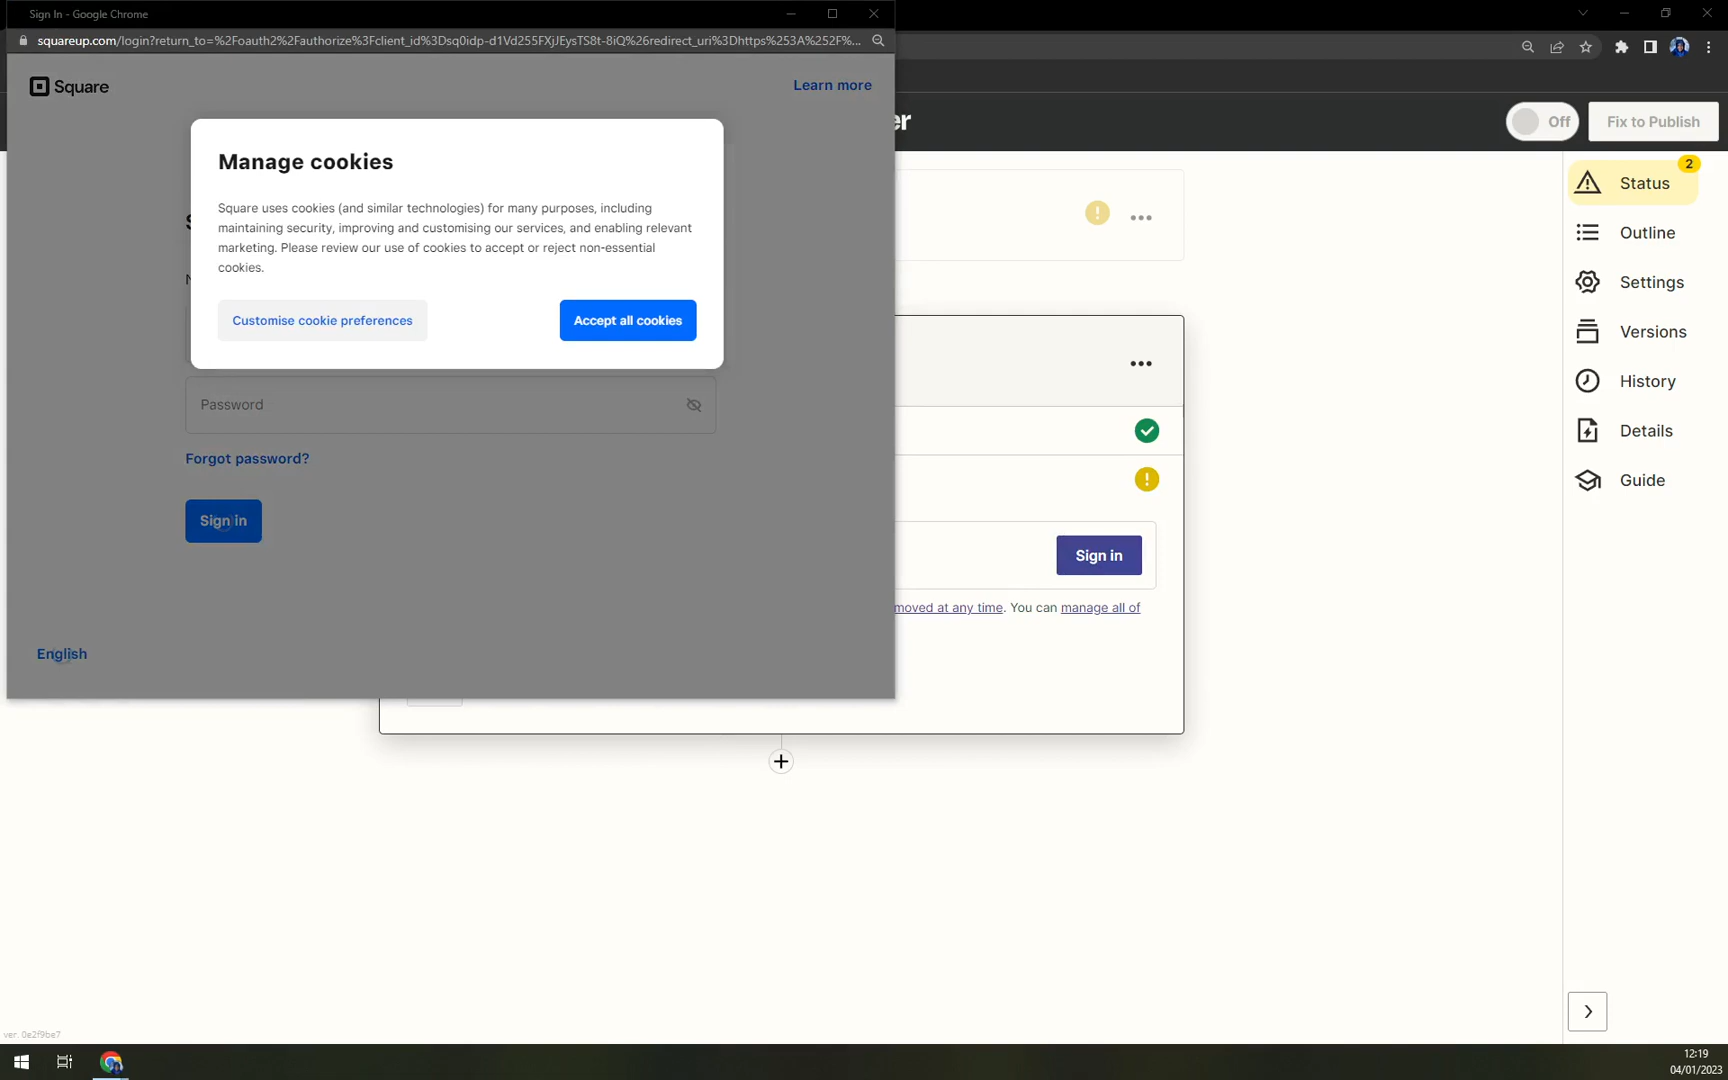 Sign In - Google Chrome
squareup.com/login?return_to=%2Foauth2%2Fauthorize%3Fclient_id%3Dsq0idp-d1Vd255FXjJEysTS8t-8iQ%26redirect_uri%3Dhttps%253A%252F%...
Square
Learn more
er
Off
Fix to Publish
Manage cookies
Square uses cookies (and similar technologies) for many purposes, including
maintaining security, improving and customising our services, and enabling relevant
marketing. Please review our use of cookies to accept or reject non-essential
cookies.
Customise cookie preferences
Accept all cookies
Password
Forgot password?
Sign in
English
Sign in
moved at any time. You can manage all of
2
Status
Outline
Settings
Versions
History
Details
Guide
ver. 0e2f9be7
12:19
04/01/2023